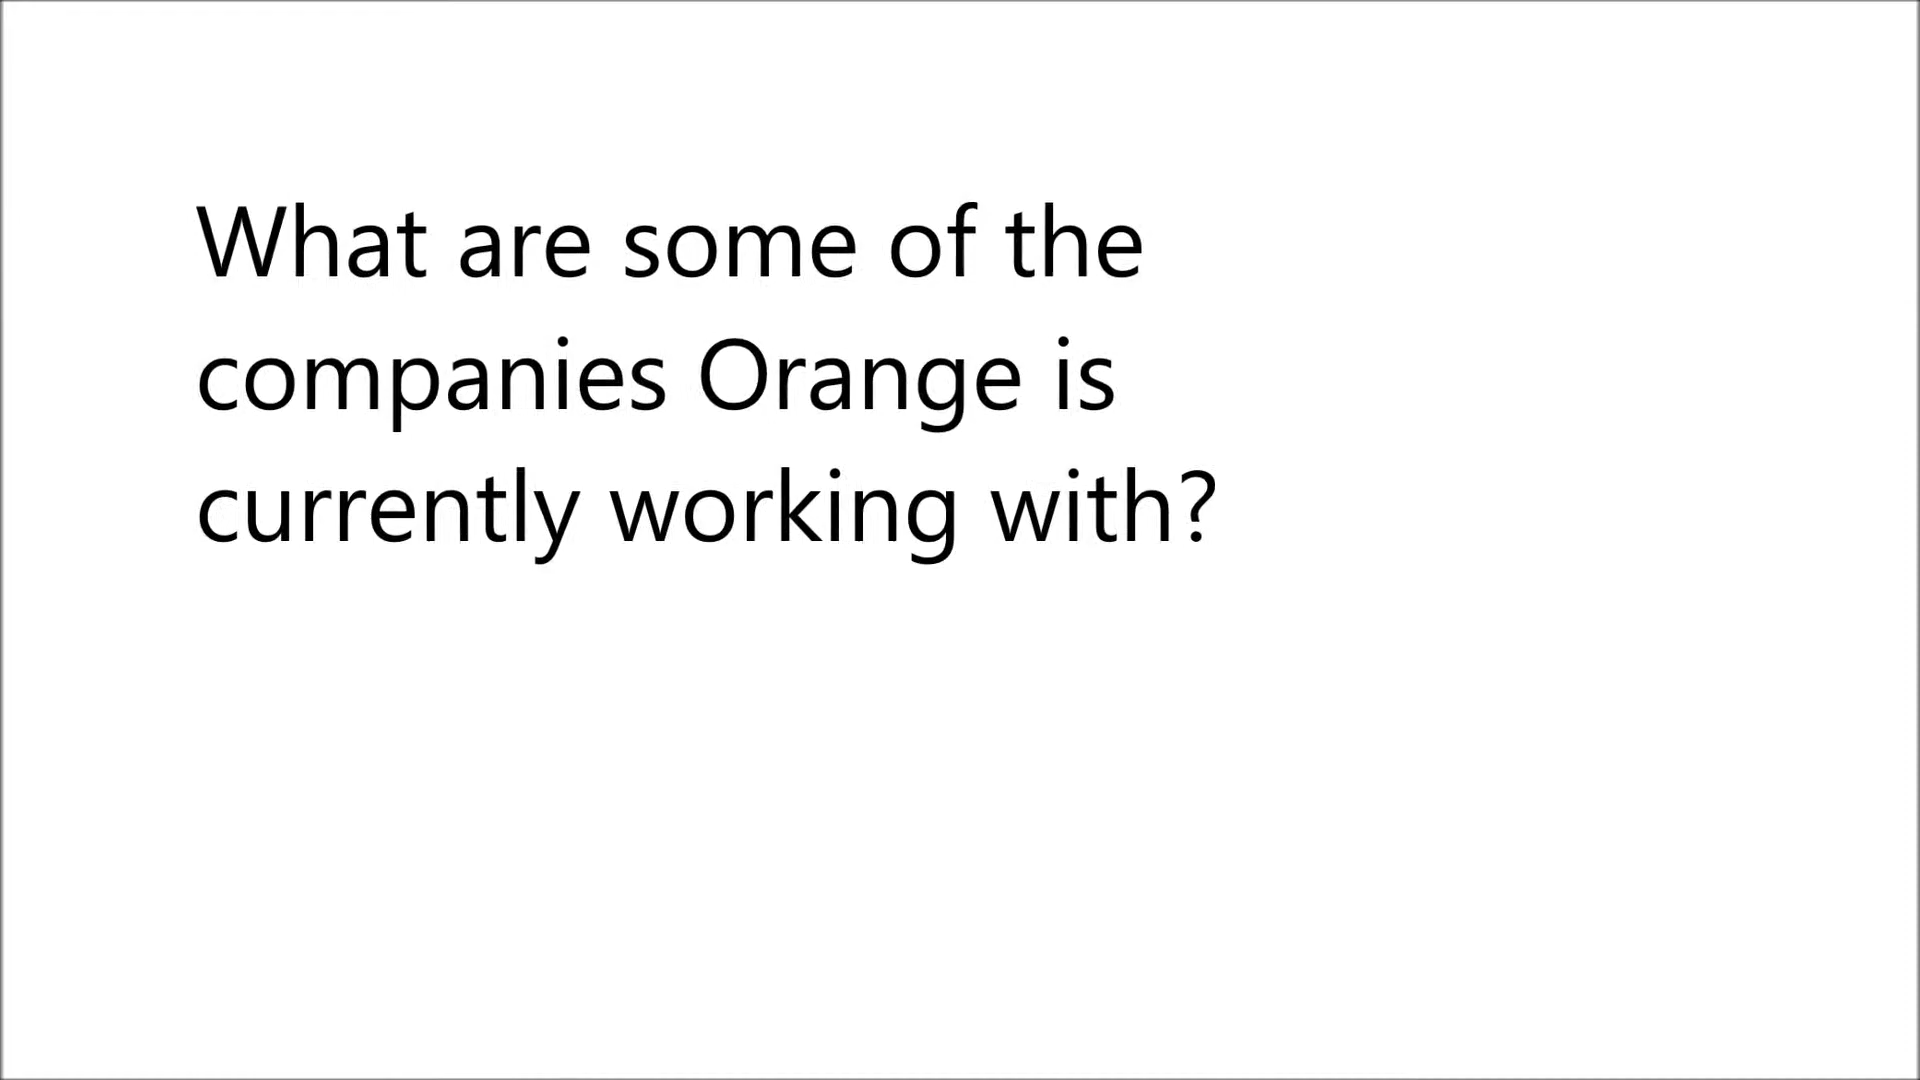 What are some of the
companies Orange is
currently working with?